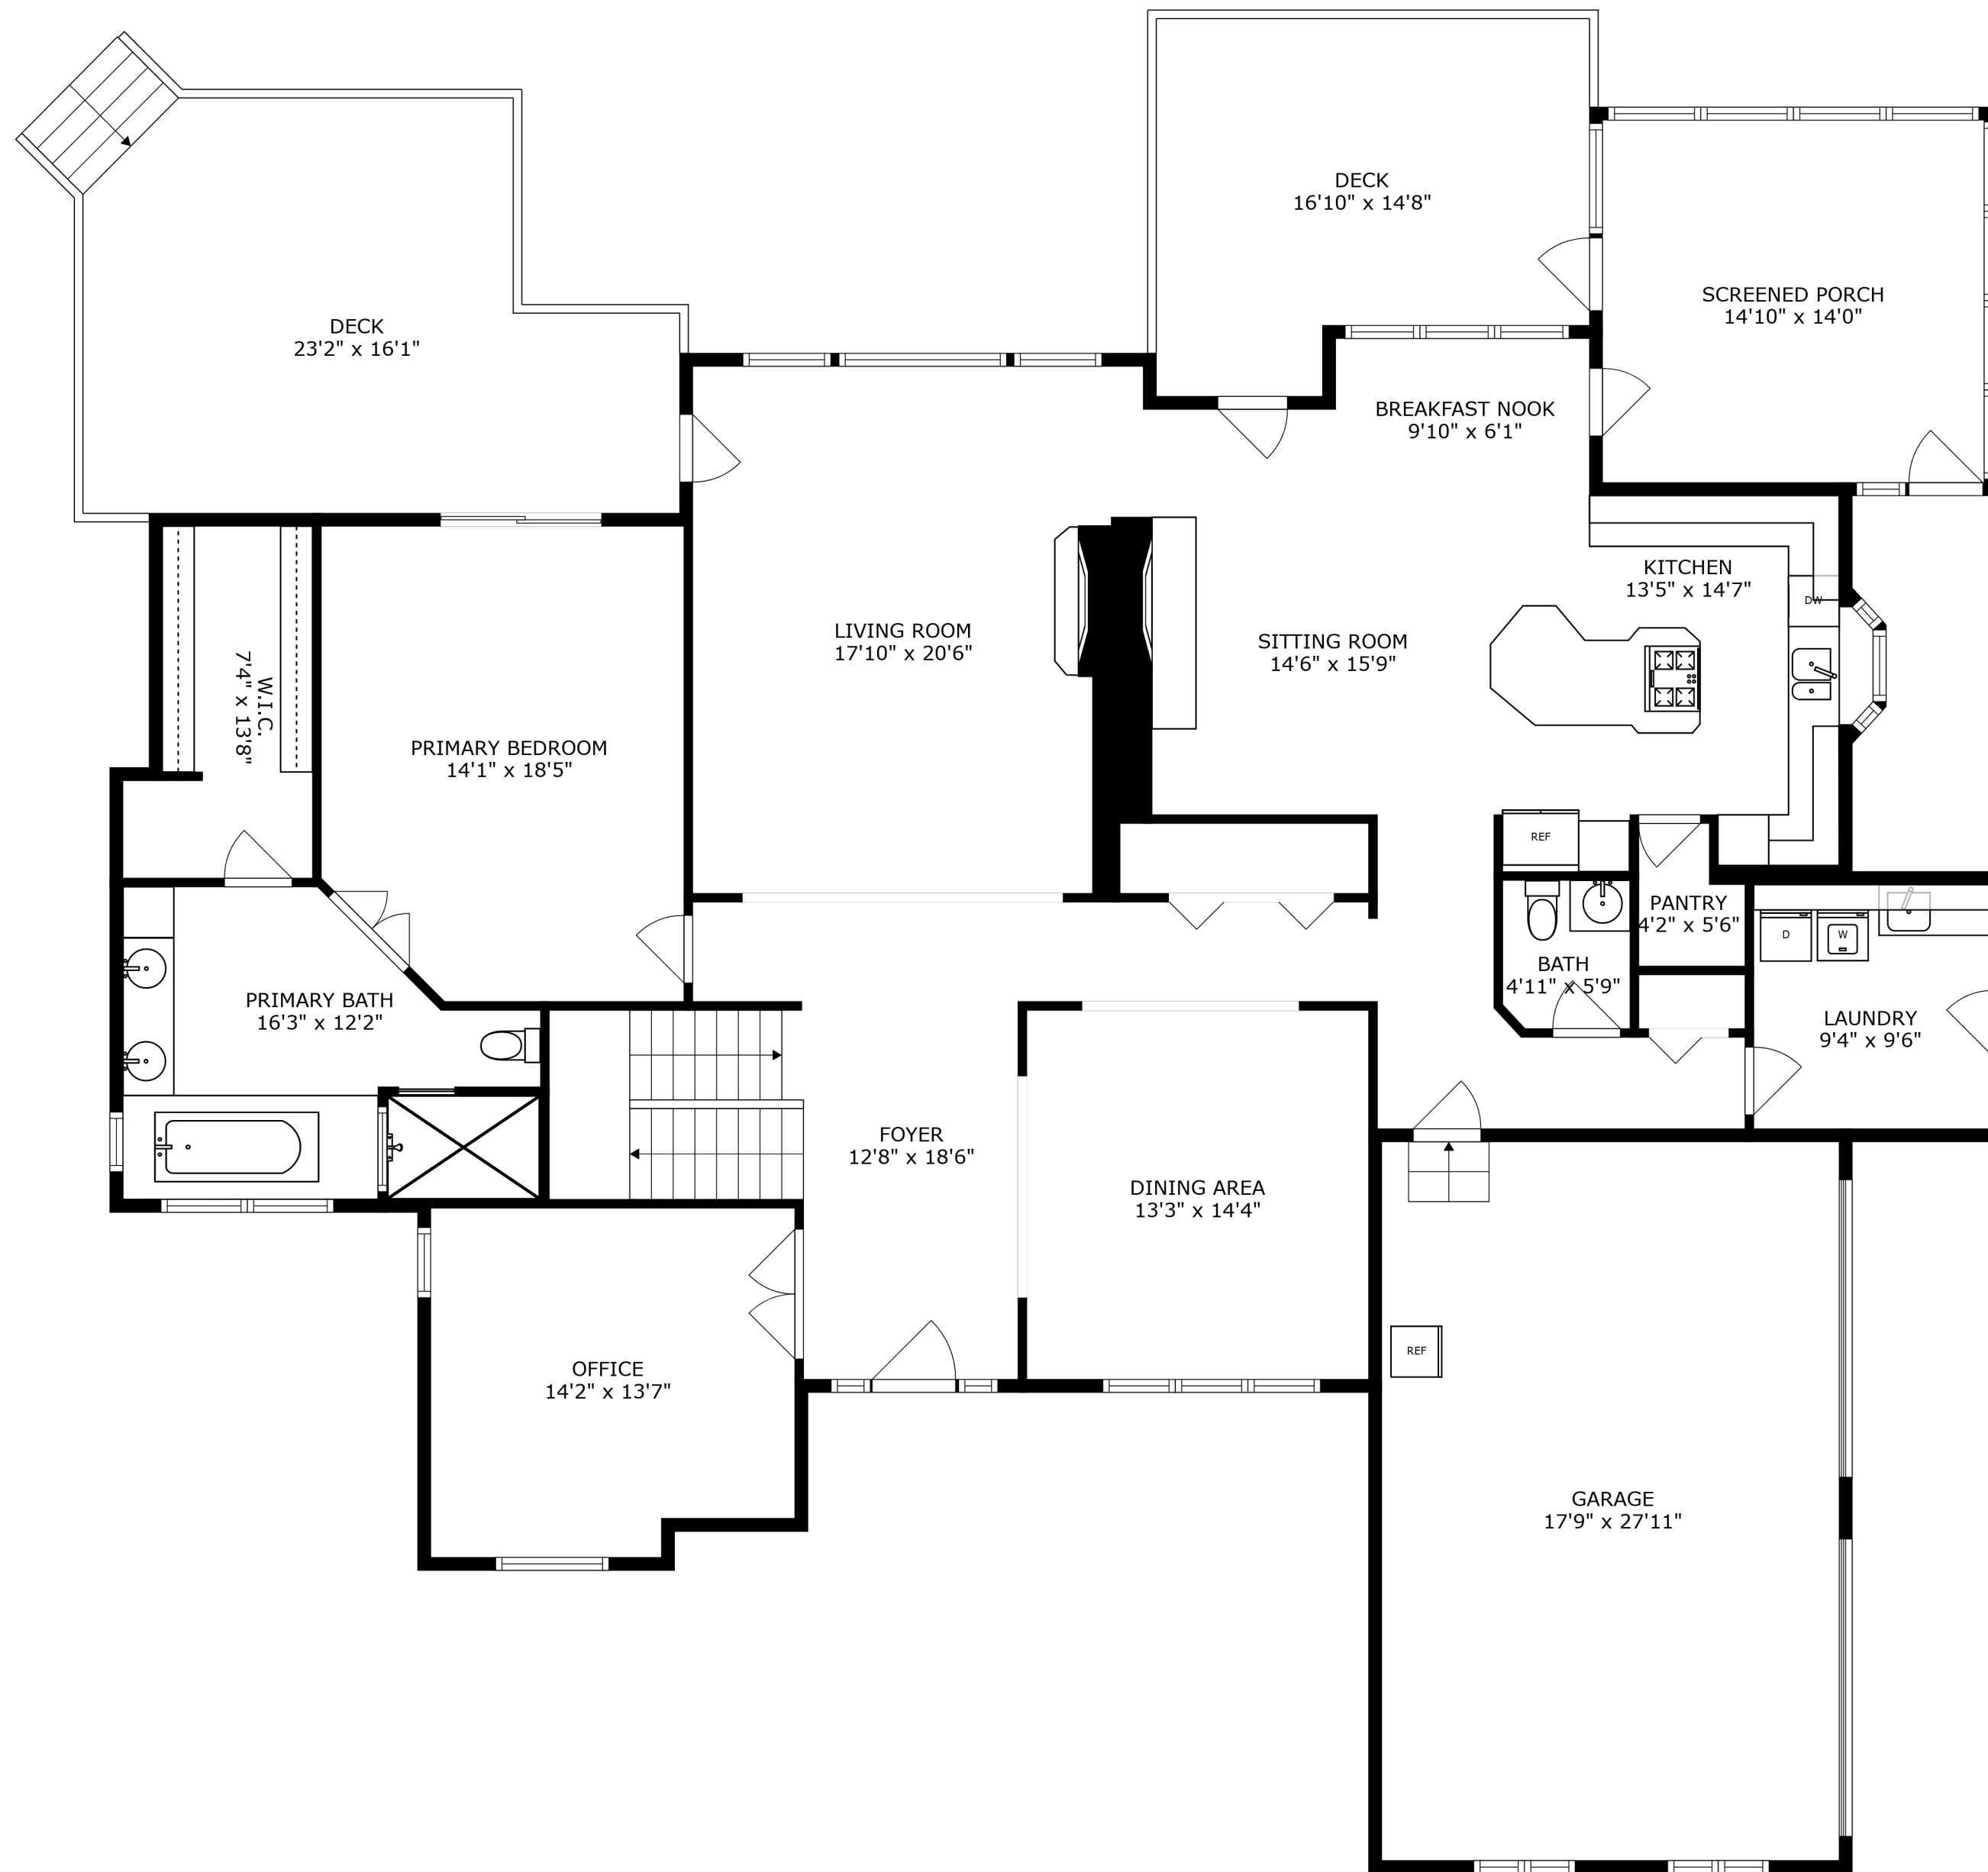 DECK
16'10" x 14'8"
SCREENED PORCH
14'10" x 14'0"
DECK
23'2" x 16'1"
BREAKFAST NOOK
9'10" x 6'1"
KITCHEN
13'5" x 14'7"
DW
LIVING ROOM
17'10" x 20'6"
SITTING ROOM
14'6" x 15'9"
W.I.C.
7'4" x 13'8"
PRIMARY BEDROOM
14'1" x 18'5"
REF
PANTRY
4'2" x 5'6"
D
W
BATH
4'11" x 5'9"
PRIMARY BATH
16'3" x 12'2"
LAUNDRY
9'4" x 9'6"
FOYER
12'8" x 18'6"
DINING AREA
13'3" x 14'4"
REF
OFFICE
14'2" x 13'7"
GARAGE
17'9" x 27'11"